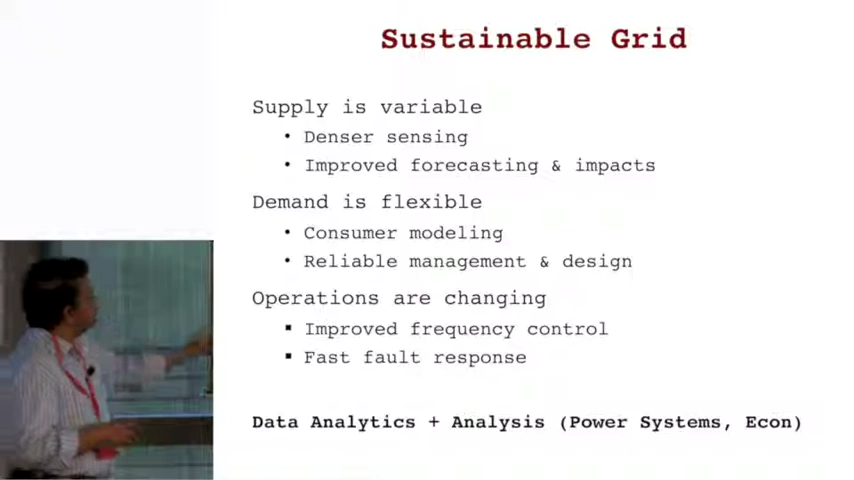 Sustainable Grid
Supply is variable
• Denser sensing
• Improved forecasting & impacts
Demand is flexible
• Consumer modeling
• Reliable management & design
Operations are changing
▪ Improved frequency control
▪ Fast fault response
Data Analytics + Analysis (Power Systems, Econ)